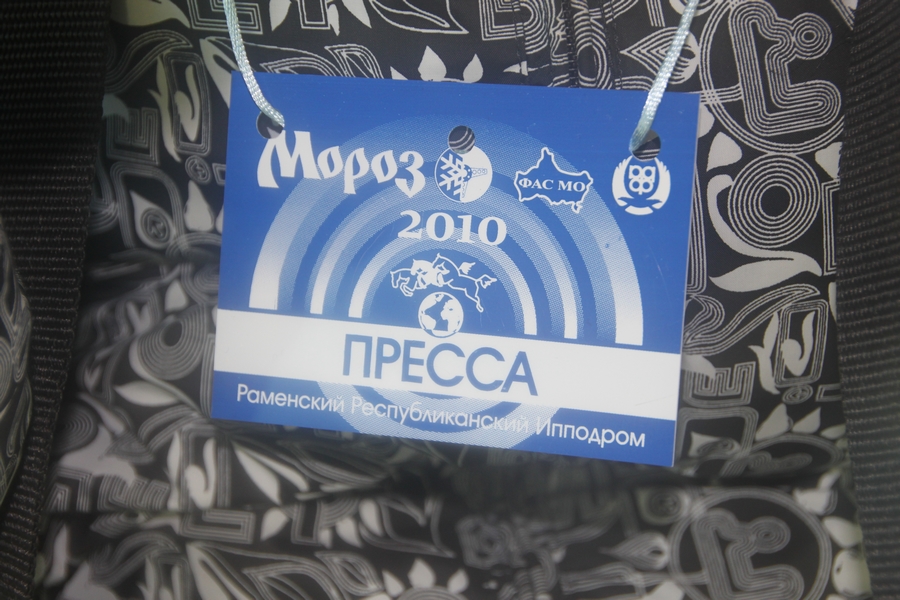 Мороз
ФАС МО
2010
ПРЕССА
Раменский Республиканский Ипподром